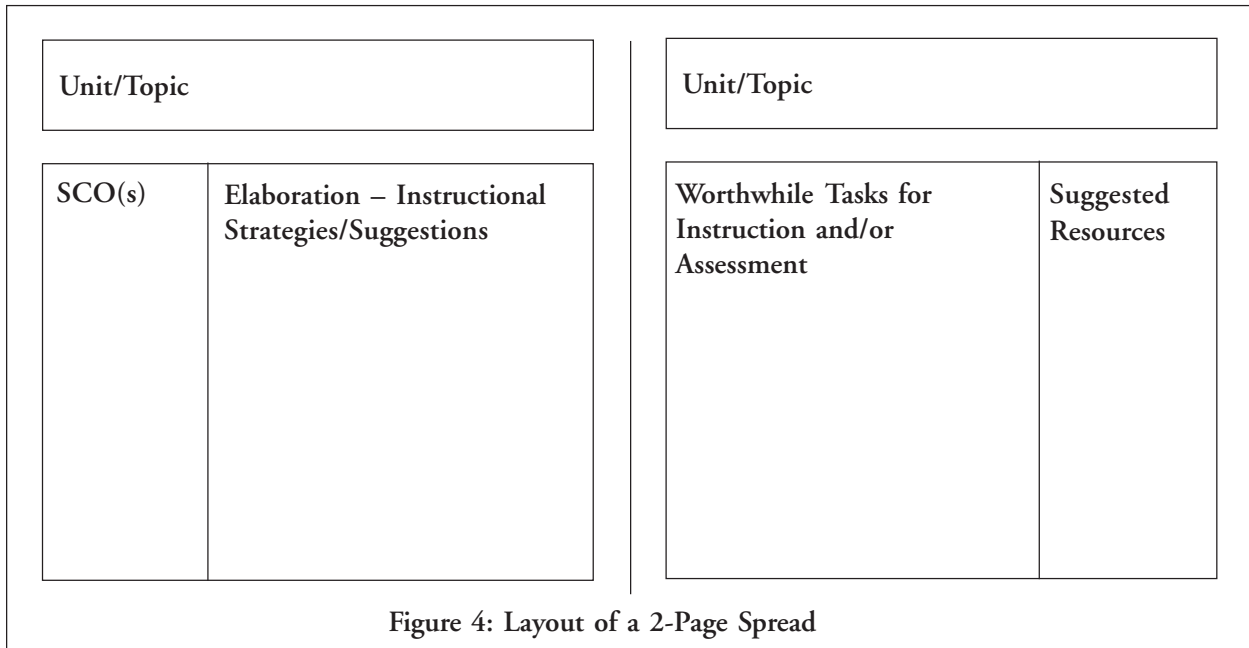 Unit/Topic
SCO(s)
Elaboration – Instructional
Strategies/Suggestions
Unit/Topic
Worthwhile Tasks for
Instruction and/or
Assessment
Suggested
Resources
Figure 4: Layout of a 2-Page Spread